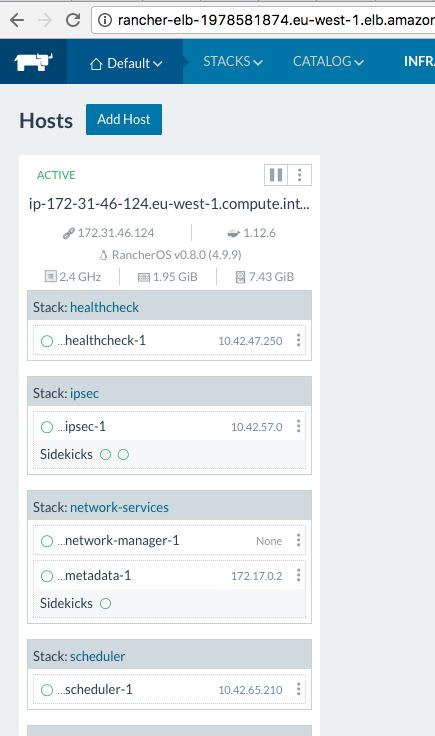 rancher-elb-1978581874.eu-west-1.elb.amazon
Default STACKS CATALOG INFR
Hosts Add Host
ACTIVE
ip-172-31-46-124.eu-west-1.compute.int...
172.31.46.124 1.12.6
RancherOS v0.8.0 (4.9.9)
2.4 GHz 1.95 GiB 7.43 GiB
Stack: healthcheck
...healthcheck-1 10.42.47.250
Stack: ipsec
...ipsec-1 10.42.57.0
Sidekicks
Stack: network-services
...network-manager-1 None
...metadata-1 172.17.0.2
Sidekicks
Stack: scheduler
...scheduler-1 10.42.65.210